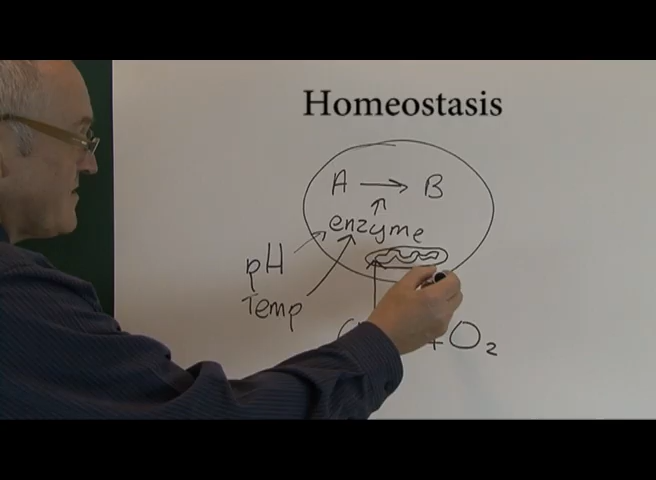 Homeostasis
A → B
↑
enzyme
pH
Temp
+O₂